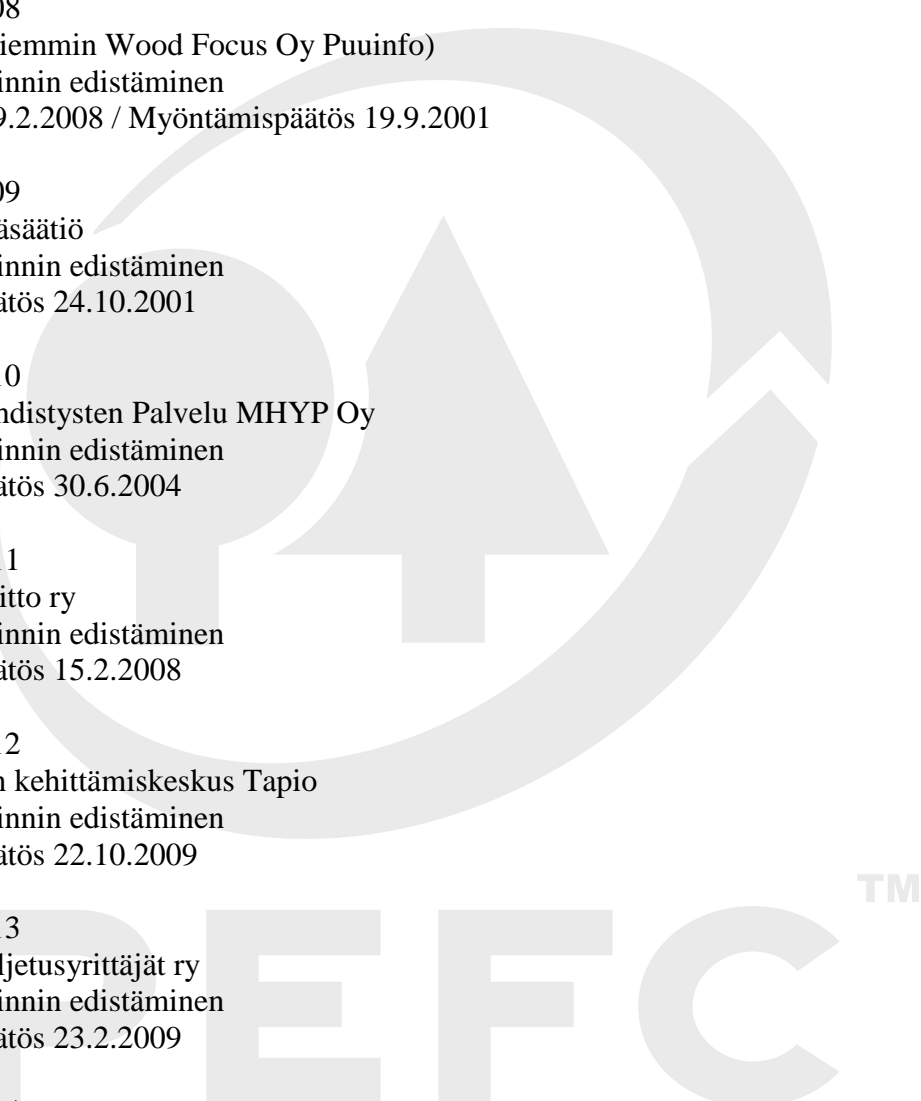 08
iemmin Wood Focus Oy Puuinfo)
innin edistäminen
9.2.2008 / Myöntämispäätös 19.9.2001
09
äsäätiö
innin edistäminen
ätös 24.10.2001
10
hdistysten Palvelu MHYP Oy
innin edistäminen
ätös 30.6.2004
11
itto ry
innin edistäminen
ätös 15.2.2008
12
n kehittämiskeskus Tapio
innin edistäminen
ätös 22.10.2009
13
ljetusyrittäjät ry
innin edistäminen
ätös 23.2.2009
PEFC TM